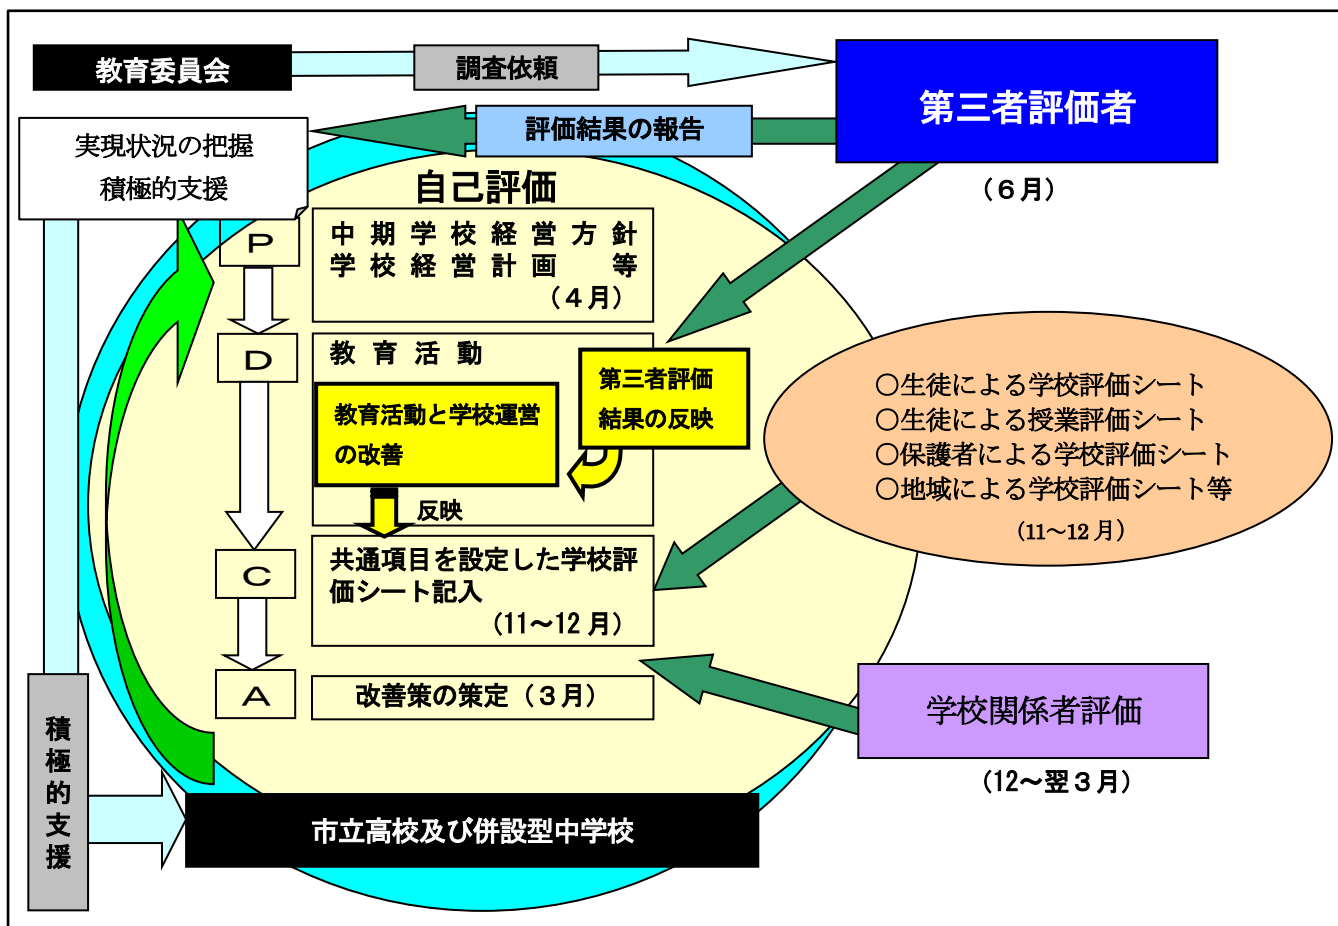 教育委員会
調査依頼
第三者評価者
(６月)
評価結果の報告
実現状況の把握
積極的支援
自己評価
P
中期学校経営方針
学校経営計画　等
(４月)
D
教育活動
第三者評価
結果の反映
教育活動と学校運営
の改善
反映
○生徒による学校評価シート
○生徒による授業評価シート
○保護者による学校評価シート
○地域による学校評価シート等
(11～12月)
C
共通項目を設定した学校評
価シート記入
(11～12月)
A
改善策の策定（３月）
学校関係者評価
(12～翌３月)
積極的支援
市立高校及び併設型中学校